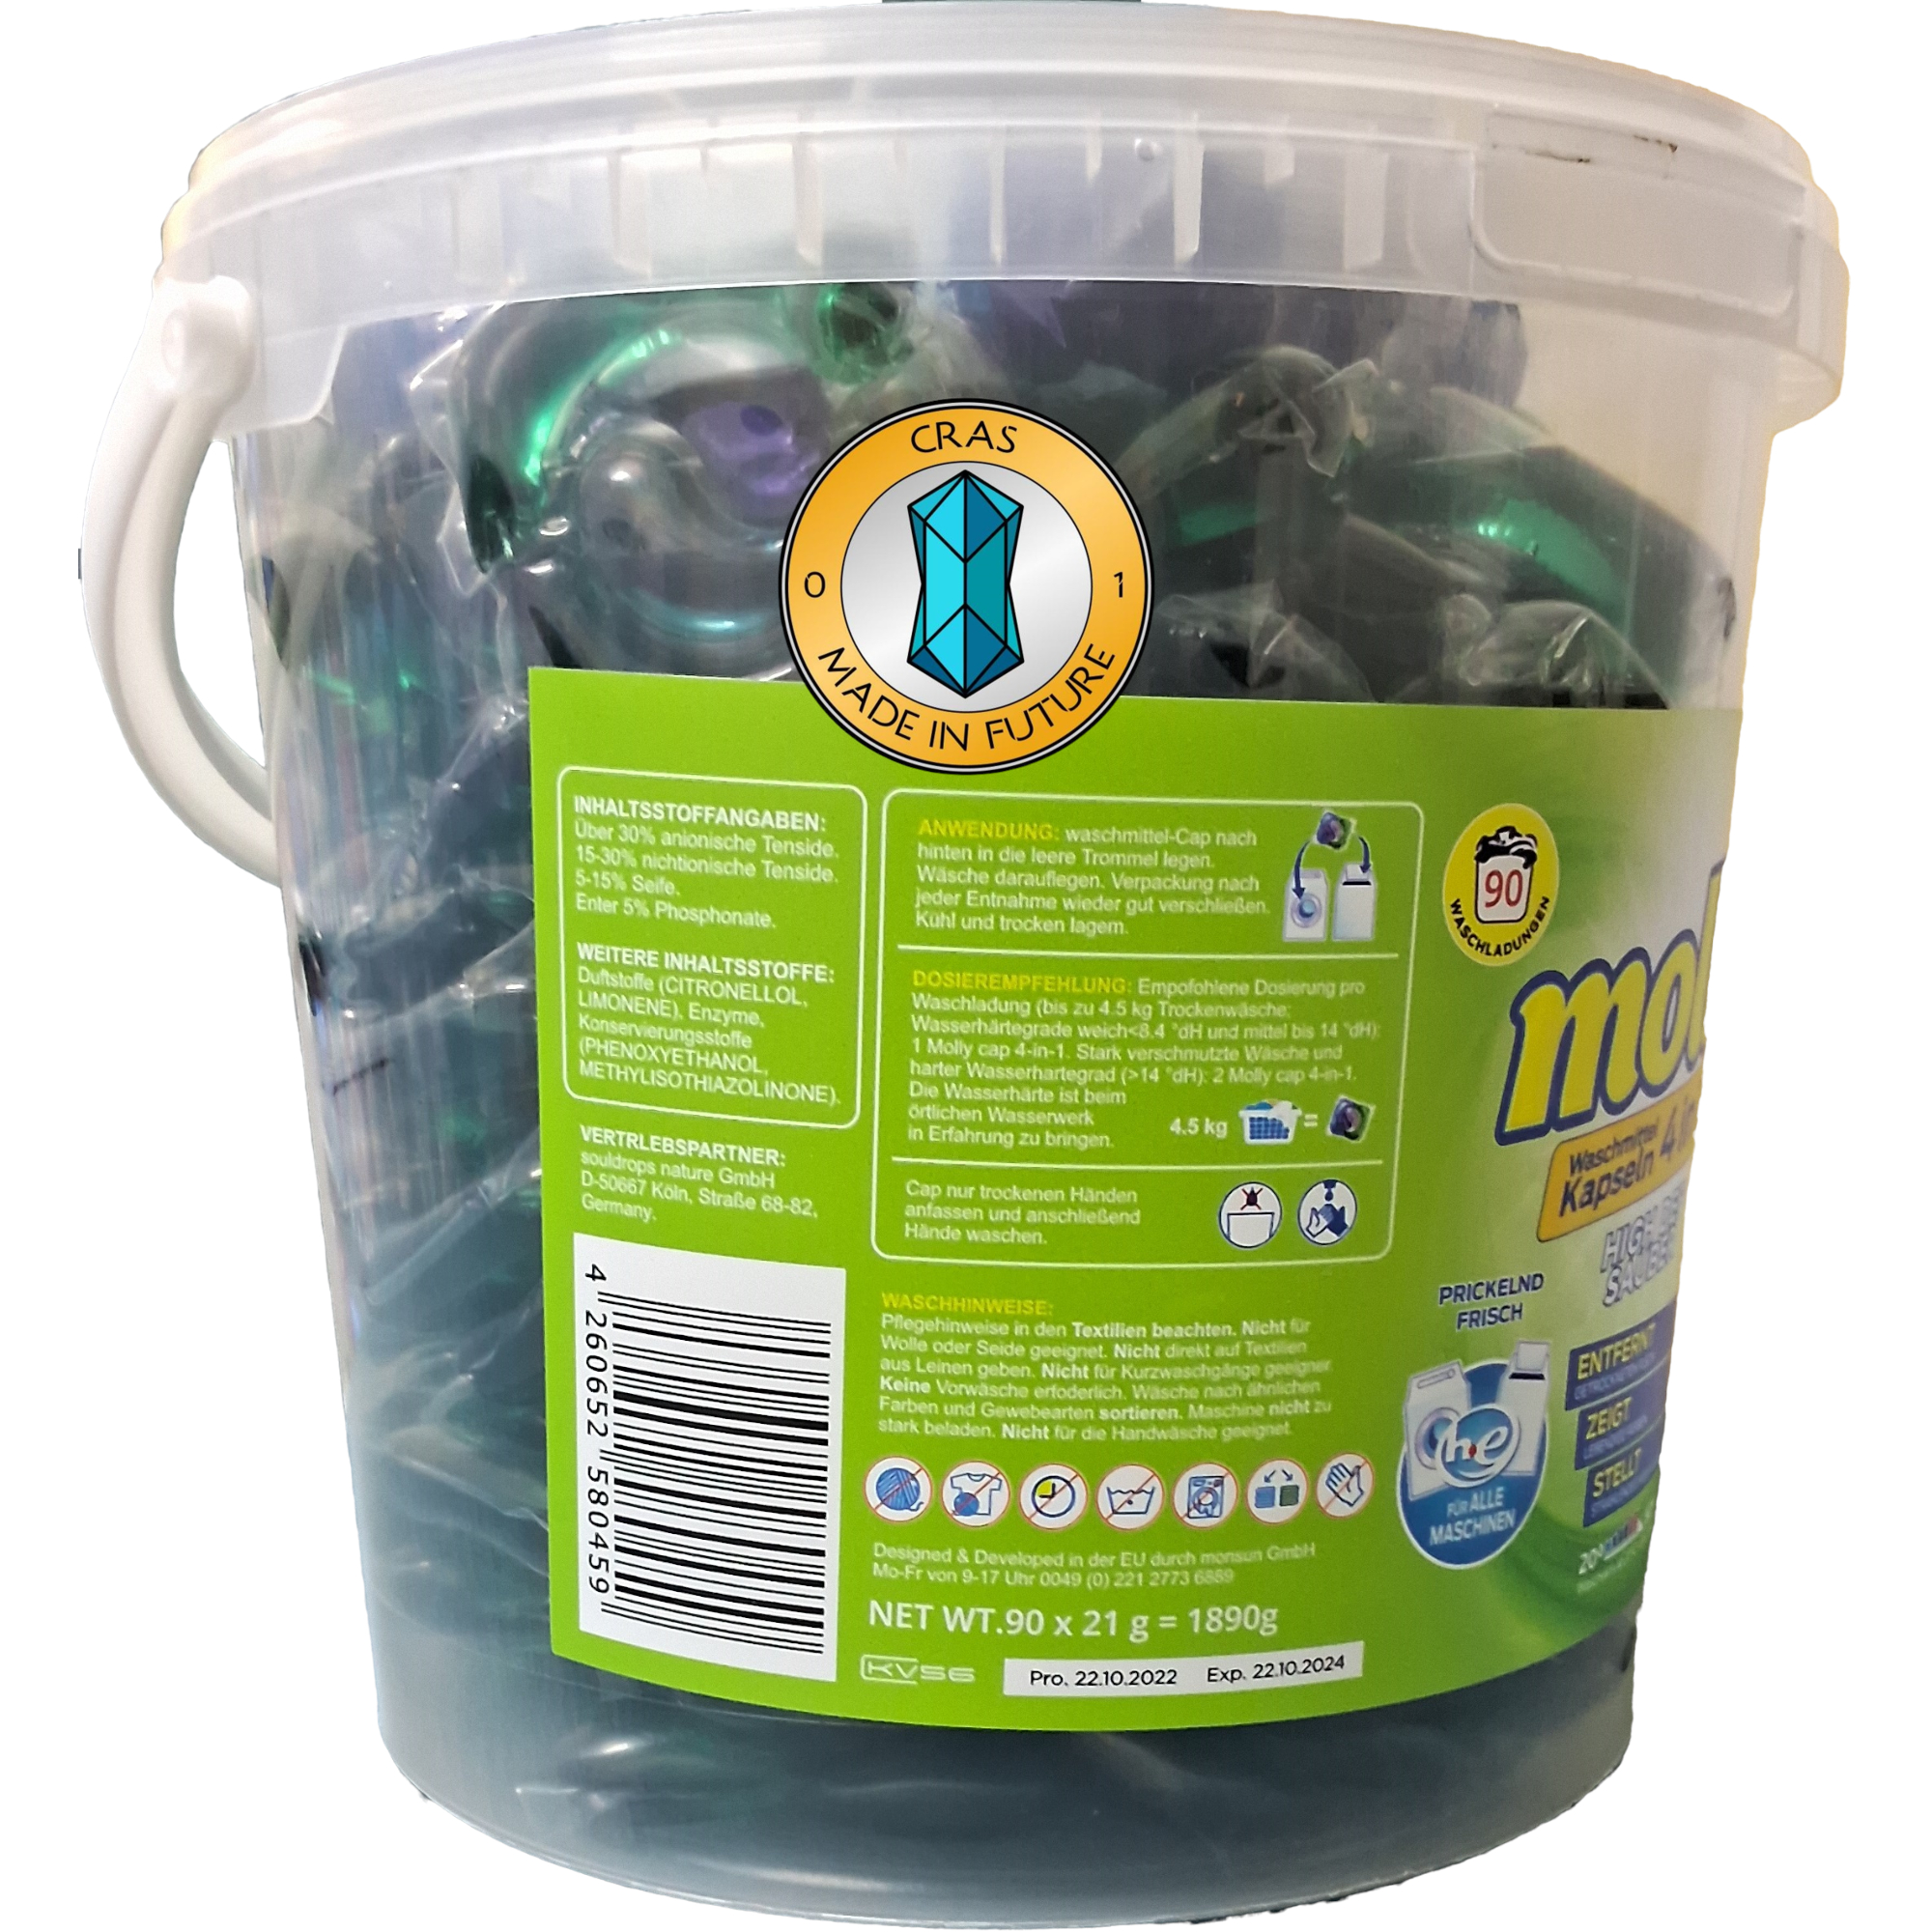 CRAS
0 1
MADE IN FUTURE
INHALTSSTOFFANGABEN:
Über 30% anionische Tenside.
15-30% nichtionische Tenside.
5-15% Seife.
Enter 5% Phosphonate.
WEITERE INHALTSSTOFFE:
Duftstoffe (CITRONELLOL,
LIMONENE), Enzyme,
Konservierungsstoffe
(PHENOXYETHANOL,
METHYLISOTHIAZOLINONE).
VERTRLEBSPARTNER:
souldrops nature GmbH
D-50667 Köln, Straße 68-82,
Germany.
4 260652 580459
ANWENDUNG: waschmittel-Cap nach
hinten in die leere Trommel legen.
Wäsche darauflegen. Verpackung nach
jeder Entnahme wieder gut verschließen.
Kühl und trocken lagern.
DOSIEREMPFEHLUNG: Empofohlene Dosierung pro
Waschladung (bis zu 4.5 kg Trockenwäsche;
Wasserhärtegrade weich<8.4 °dH und mittel bis 14 °dH):
1 Molly cap 4-in-1. Stark verschmutzte Wäsche und
harter Wasserhartegrad (>14 °dH): 2 Molly cap 4-in-1.
Die Wasserhärte ist beim
örtlichen Wasserwerk
in Erfahrung zu bringen.
4.5 kg =
Cap nur trockenen Händen
anfassen und anschließend
Hände waschen.
WASCHHINWEISE:
Pflegehinweise in den Textilien beachten. Nicht für
Wolle oder Seide geeignet. Nicht direkt auf Textilien
aus Leinen geben. Nicht für Kurzwaschgänge geeignet.
Keine Vorwäsche erforderlich. Wäsche nach ähnlichen
Farben und Gewebearten sortieren. Maschine nicht zu
stark beladen. Nicht für die Handwäsche geeignet.
Designed & Developed in der EU durch monsun GmbH
Mo-Fr von 9-17 Uhr 0049 (0) 221 2773 6889
NET WT.90 x 21 g = 1890g
KVS6
Pro. 22.10.2022 Exp. 22.10.2024
90
WASCHLADUNGEN
mol
Waschmittel
Kapseln 4 in
PRICKELND
FRISCH
h.e
FÜR ALLE
MASCHINEN
ENTFERNT
ZEIGT
STELLT